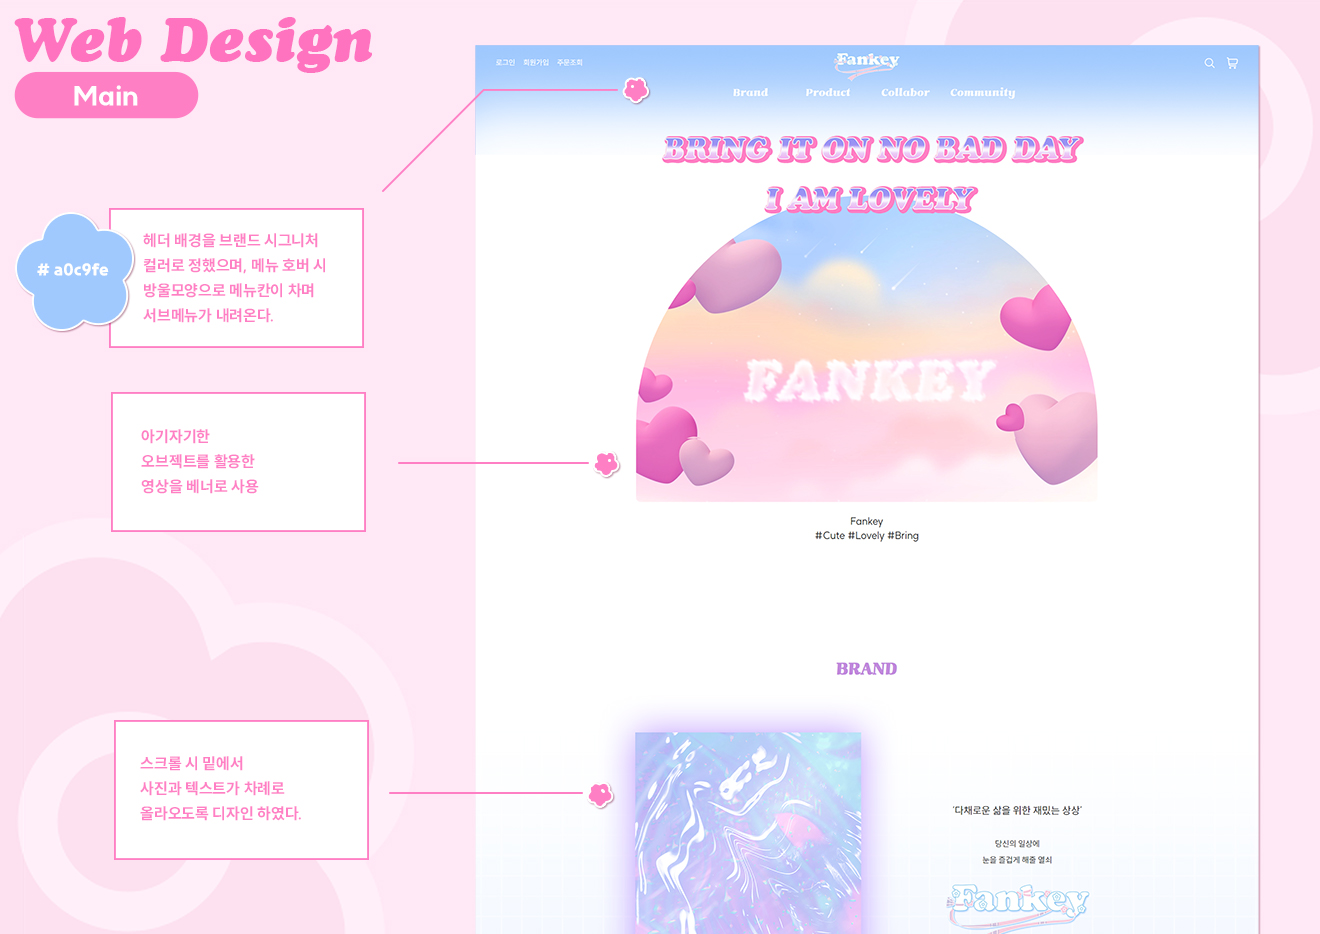 Web Design
Main
# a0c9fe
헤더 배경을 브랜드 시그니처
컬러로 정했으며, 메뉴 호버 시
방울모양으로 메뉴칸이 차며
서브메뉴가 내려온다.
아기자기한
오브젝트를 활용한
영상을 베너로 사용
스크롤 시 밑에서
사진과 텍스트가 차례로
올라오도록 디자인 하였다.
로그인 회원가입 주문조회
Fankey
Brand Product Collabor Community
BRING IT ON NO BAD DAY
I AM LOVELY
FANKEY
Fankey
#Cute #Lovely #Bring
BRAND
'다채로운 삶을 위한 재밌는 상상'
당신의 일상에
눈을 즐겁게 해줄 열쇠
Fankey